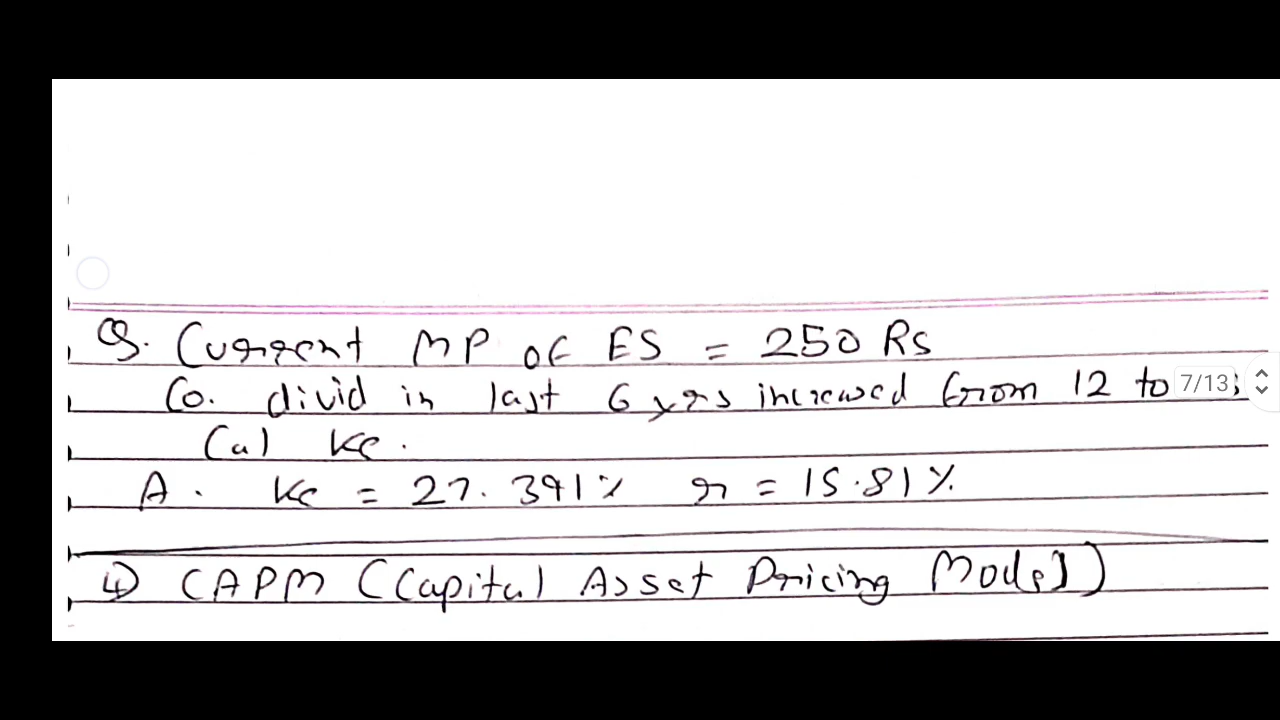 Q. Current MP of ES = 250 Rs
Co. divid in last 6 yrs increased from 12 to
7/13
Cal Ke.
A. Ke = 27.391% r = 15.81%
4) CAPM (Capital Asset Pricing Model)